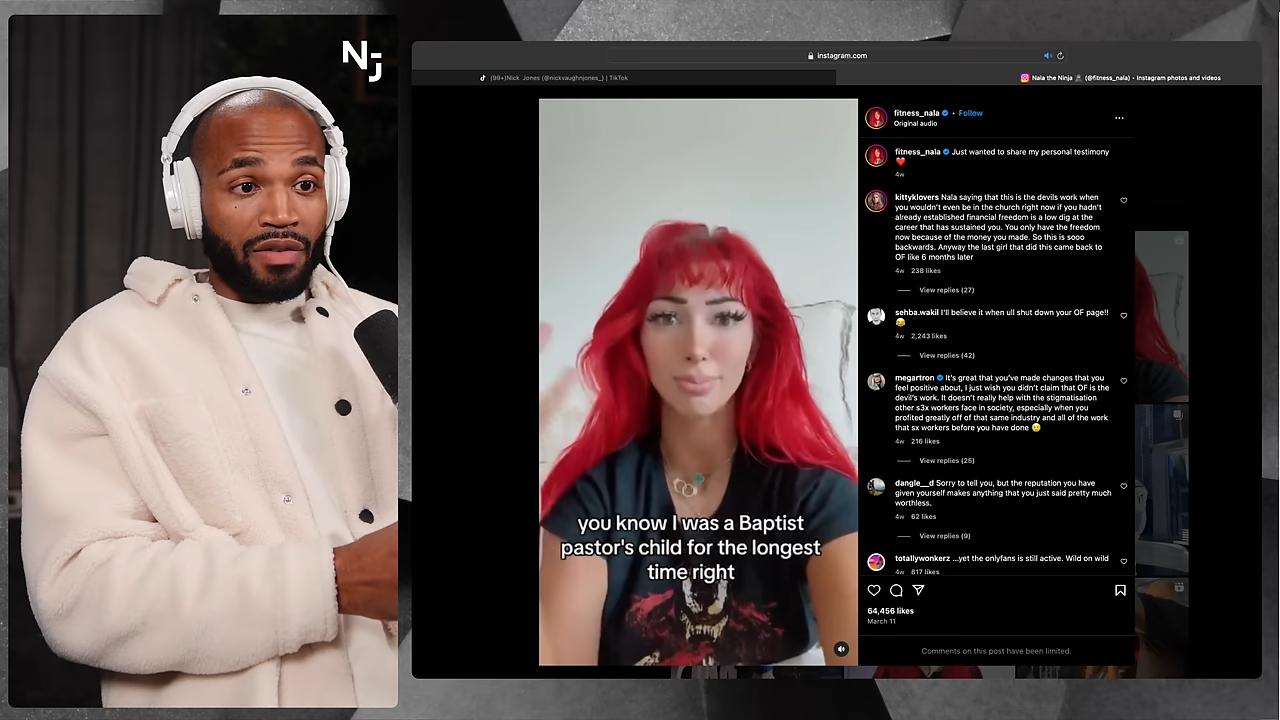 NJ
instagram.com
(99+)Nick Jones (@nickvaughnjones_) | TikTok
Nala the Ninja 🥷 (@fitness_nala) • Instagram photos and videos
fitness_nala • Follow
Original audio
fitness_nala Just wanted to share my personal testimony
❤️
4w
kittyklovers Nala saying that this is the devils work when
you wouldn't even be in the church right now if you hadn't
already established financial freedom is a low dig at the
career that has sustained you. You only have the freedom
now because of the money you made. So this is sooo
backwards. Anyway the last girl that did this came back to
OF like 6 months later
4w 238 likes
View replies (27)
sehba.wakil I'll believe it when ull shut down your OF page!!
😂
4w 2,243 likes
View replies (42)
megartron It's great that you've made changes that you
feel positive about, I just wish you didn't claim that OF is the
devil's work. It doesn't really help with the stigmatisation
other s3x workers face in society, especially when you
profited greatly off of that same industry and all of the work
that sx workers before you have done 😢
4w 216 likes
View replies (25)
dangle__d Sorry to tell you, but the reputation you have
given yourself makes anything that you just said pretty much
worthless.
4w 62 likes
View replies (9)
totallywonkerz ...yet the onlyfans is still active. Wild on wild
4w 817 likes
64,456 likes
March 11
Comments on this post have been limited.
you know I was a Baptist
pastor's child for the longest
time right